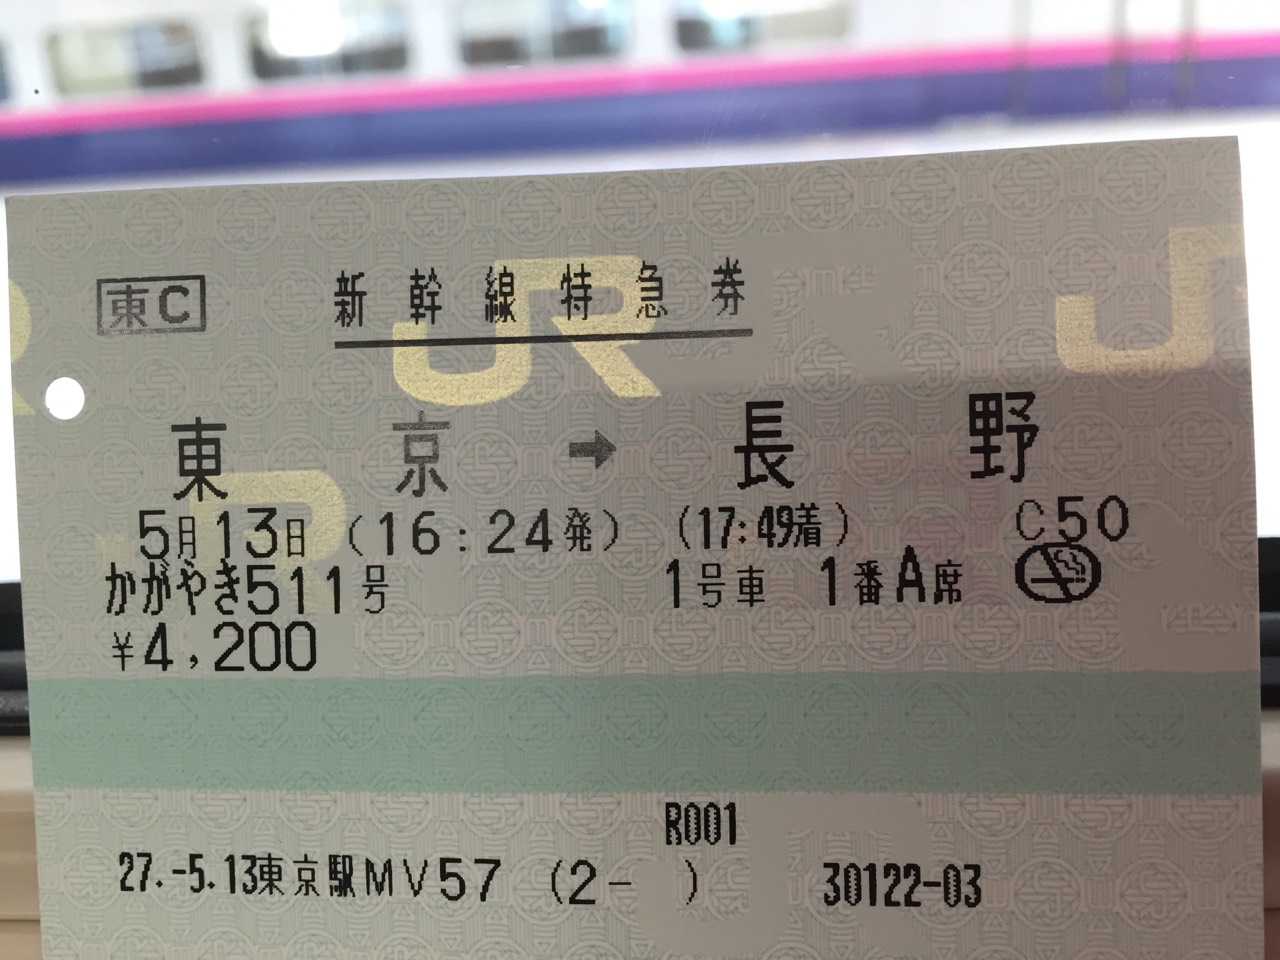 東C 新幹線特急券
東京 → 長野
5月13日 (16:24発) (17:49着) C50
かがやき511号 1号車 1番A席
¥4,200
R001
27.-5.13東京駅MV57 (2- ) 30122-03
JR
JR